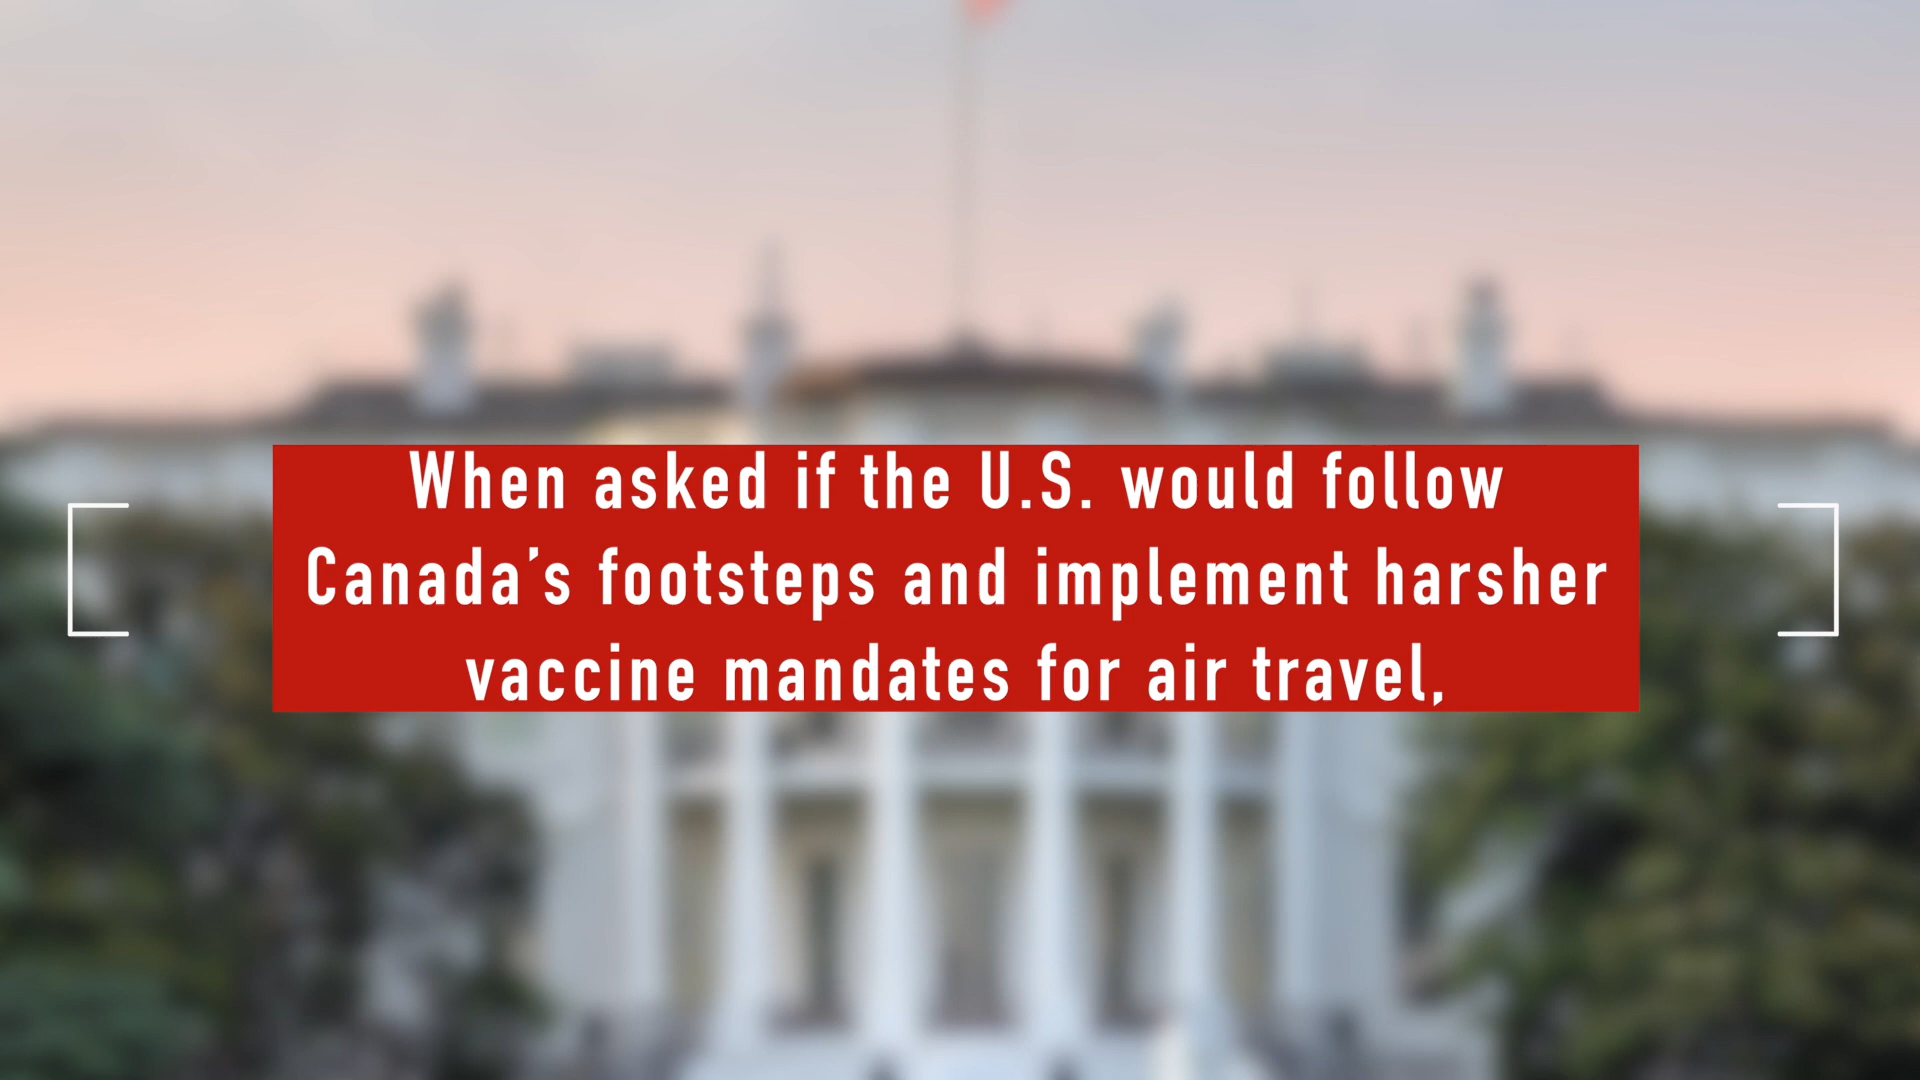 When asked if the U.S. would follow
Canada's footsteps and implement harsher
vaccine mandates for air travel,